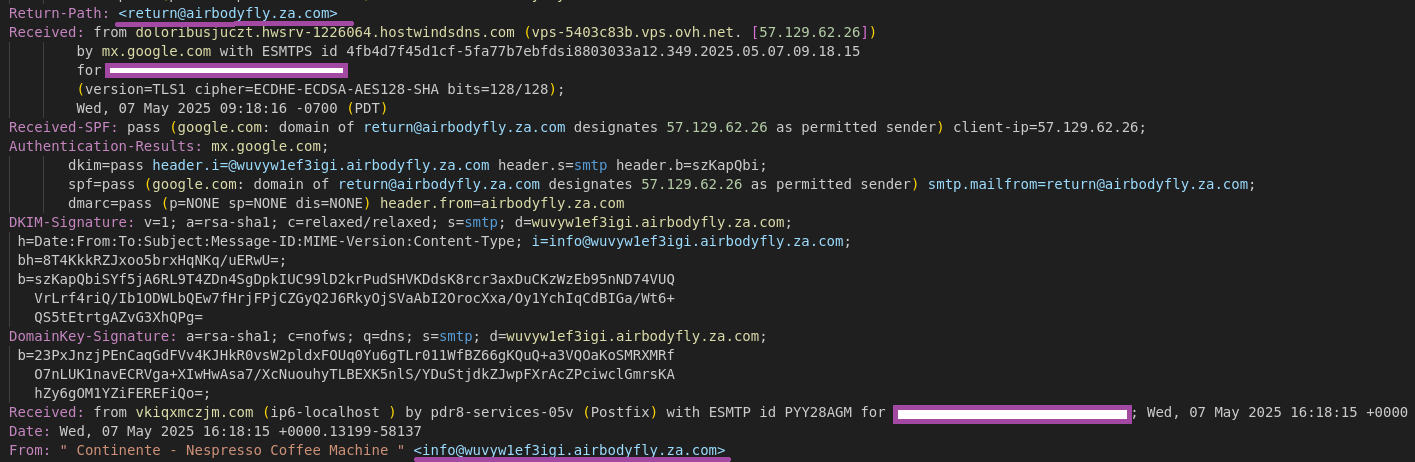 Return-Path: <return@airbodyfly.za.com>
Received: from doloribusjuczt.hwsrv-1226064.hostwindsdns.com (vps-5403c83b.vps.ovh.net. [57.129.62.26])
by mx.google.com with ESMTPS id 4fb4d7f45d1cf-5fa77b7ebfdsi8803033a12.349.2025.05.07.09.18.15
for
(version=TLS1 cipher=ECDHE-ECDSA-AES128-SHA bits=128/128);
Wed, 07 May 2025 09:18:16 -0700 (PDT)
Received-SPF: pass (google.com: domain of return@airbodyfly.za.com designates 57.129.62.26 as permitted sender) client-ip=57.129.62.26;
Authentication-Results: mx.google.com;
dkim=pass header.i=@wuvyw1ef3igi.airbodyfly.za.com header.s=smtp header.b=szKapQbi;
spf=pass (google.com: domain of return@airbodyfly.za.com designates 57.129.62.26 as permitted sender) smtp.mailfrom=return@airbodyfly.za.com;
dmarc=pass (p=NONE sp=NONE dis=NONE) header.from=airbodyfly.za.com
DKIM-Signature: v=1; a=rsa-sha1; c=relaxed/relaxed; s=smtp; d=wuvyw1ef3igi.airbodyfly.za.com;
h=Date:From:To:Subject:Message-ID:MIME-Version:Content-Type; i=info@wuvyw1ef3igi.airbodyfly.za.com;
bh=8T4KkkRZJxoo5brxHqNKq/uERwU=;
b=szKapQbiSYf5jA6RL9T4ZDn4SgDpkIUC99lD2krPudSHVKDdsK8rcr3axDuCKzWzEb95nND74VUQ
VrLrf4riQ/Ib1ODWLbQEw7fHrjFPjCZGyQ2J6RkyOjSVaAbI2OrocXxa/Oy1YchIqCdBIGa/Wt6+
QS5tEtrtgAZvG3XhQPg=
DomainKey-Signature: a=rsa-sha1; c=nofws; q=dns; s=smtp; d=wuvyw1ef3igi.airbodyfly.za.com;
b=23PxJnzjPEnCaqGdFVv4KJHkR0vsW2pldxFOUq0Yu6gTLr011WfBZ66gKQuQ+a3VQOaKoSMRXMRf
O7nLUK1navECRVga+XIwHwAsa7/XcNuouhyTLBEXK5nlS/YDuStjdkZJwpFXrAcZPciwclGmrsKA
hZy6gOM1YZiFEREFiQo=;
Received: from vkiqxmczjm.com (ip6-localhost ) by pdr8-services-05v (Postfix) with ESMTP id PYY28AGM for ; Wed, 07 May 2025 16:18:15 +0000
Date: Wed, 07 May 2025 16:18:15 +0000.13199-58137
From: " Continente - Nespresso Coffee Machine " <info@wuvyw1ef3igi.airbodyfly.za.com>